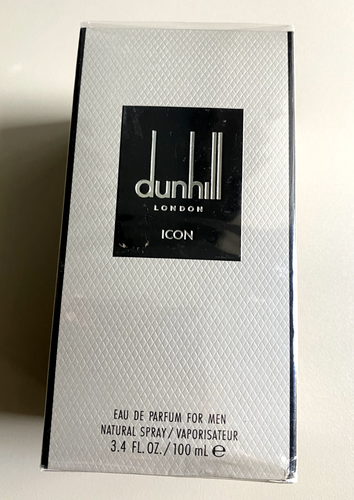 dunhill
LONDON
ICON
EAU DE PARFUM FOR MEN
NATURAL SPRAY/VAPORISATEUR
3.4 FL. OZ./100 mL ℮